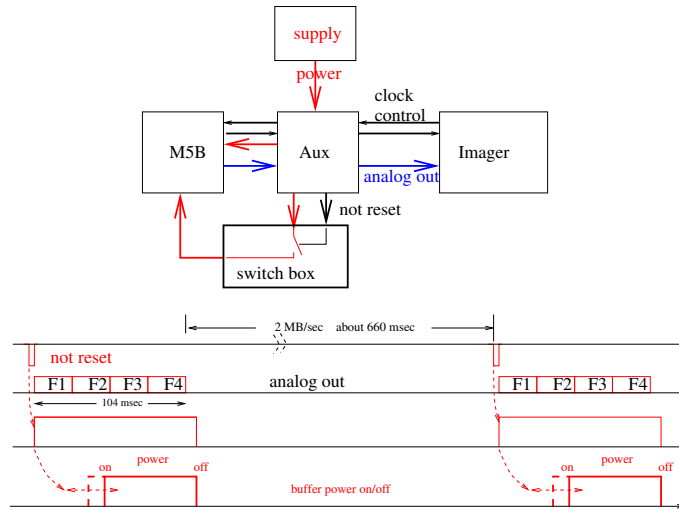 supply
power
clock
control
M5B
Aux
Imager
analog out
not reset
switch box
2 MB/sec about 660 msec
not reset
F1 F2 F3 F4
analog out
F1 F2 F3 F4
104 msec
power
on
off
buffer power on/off
power
on
off